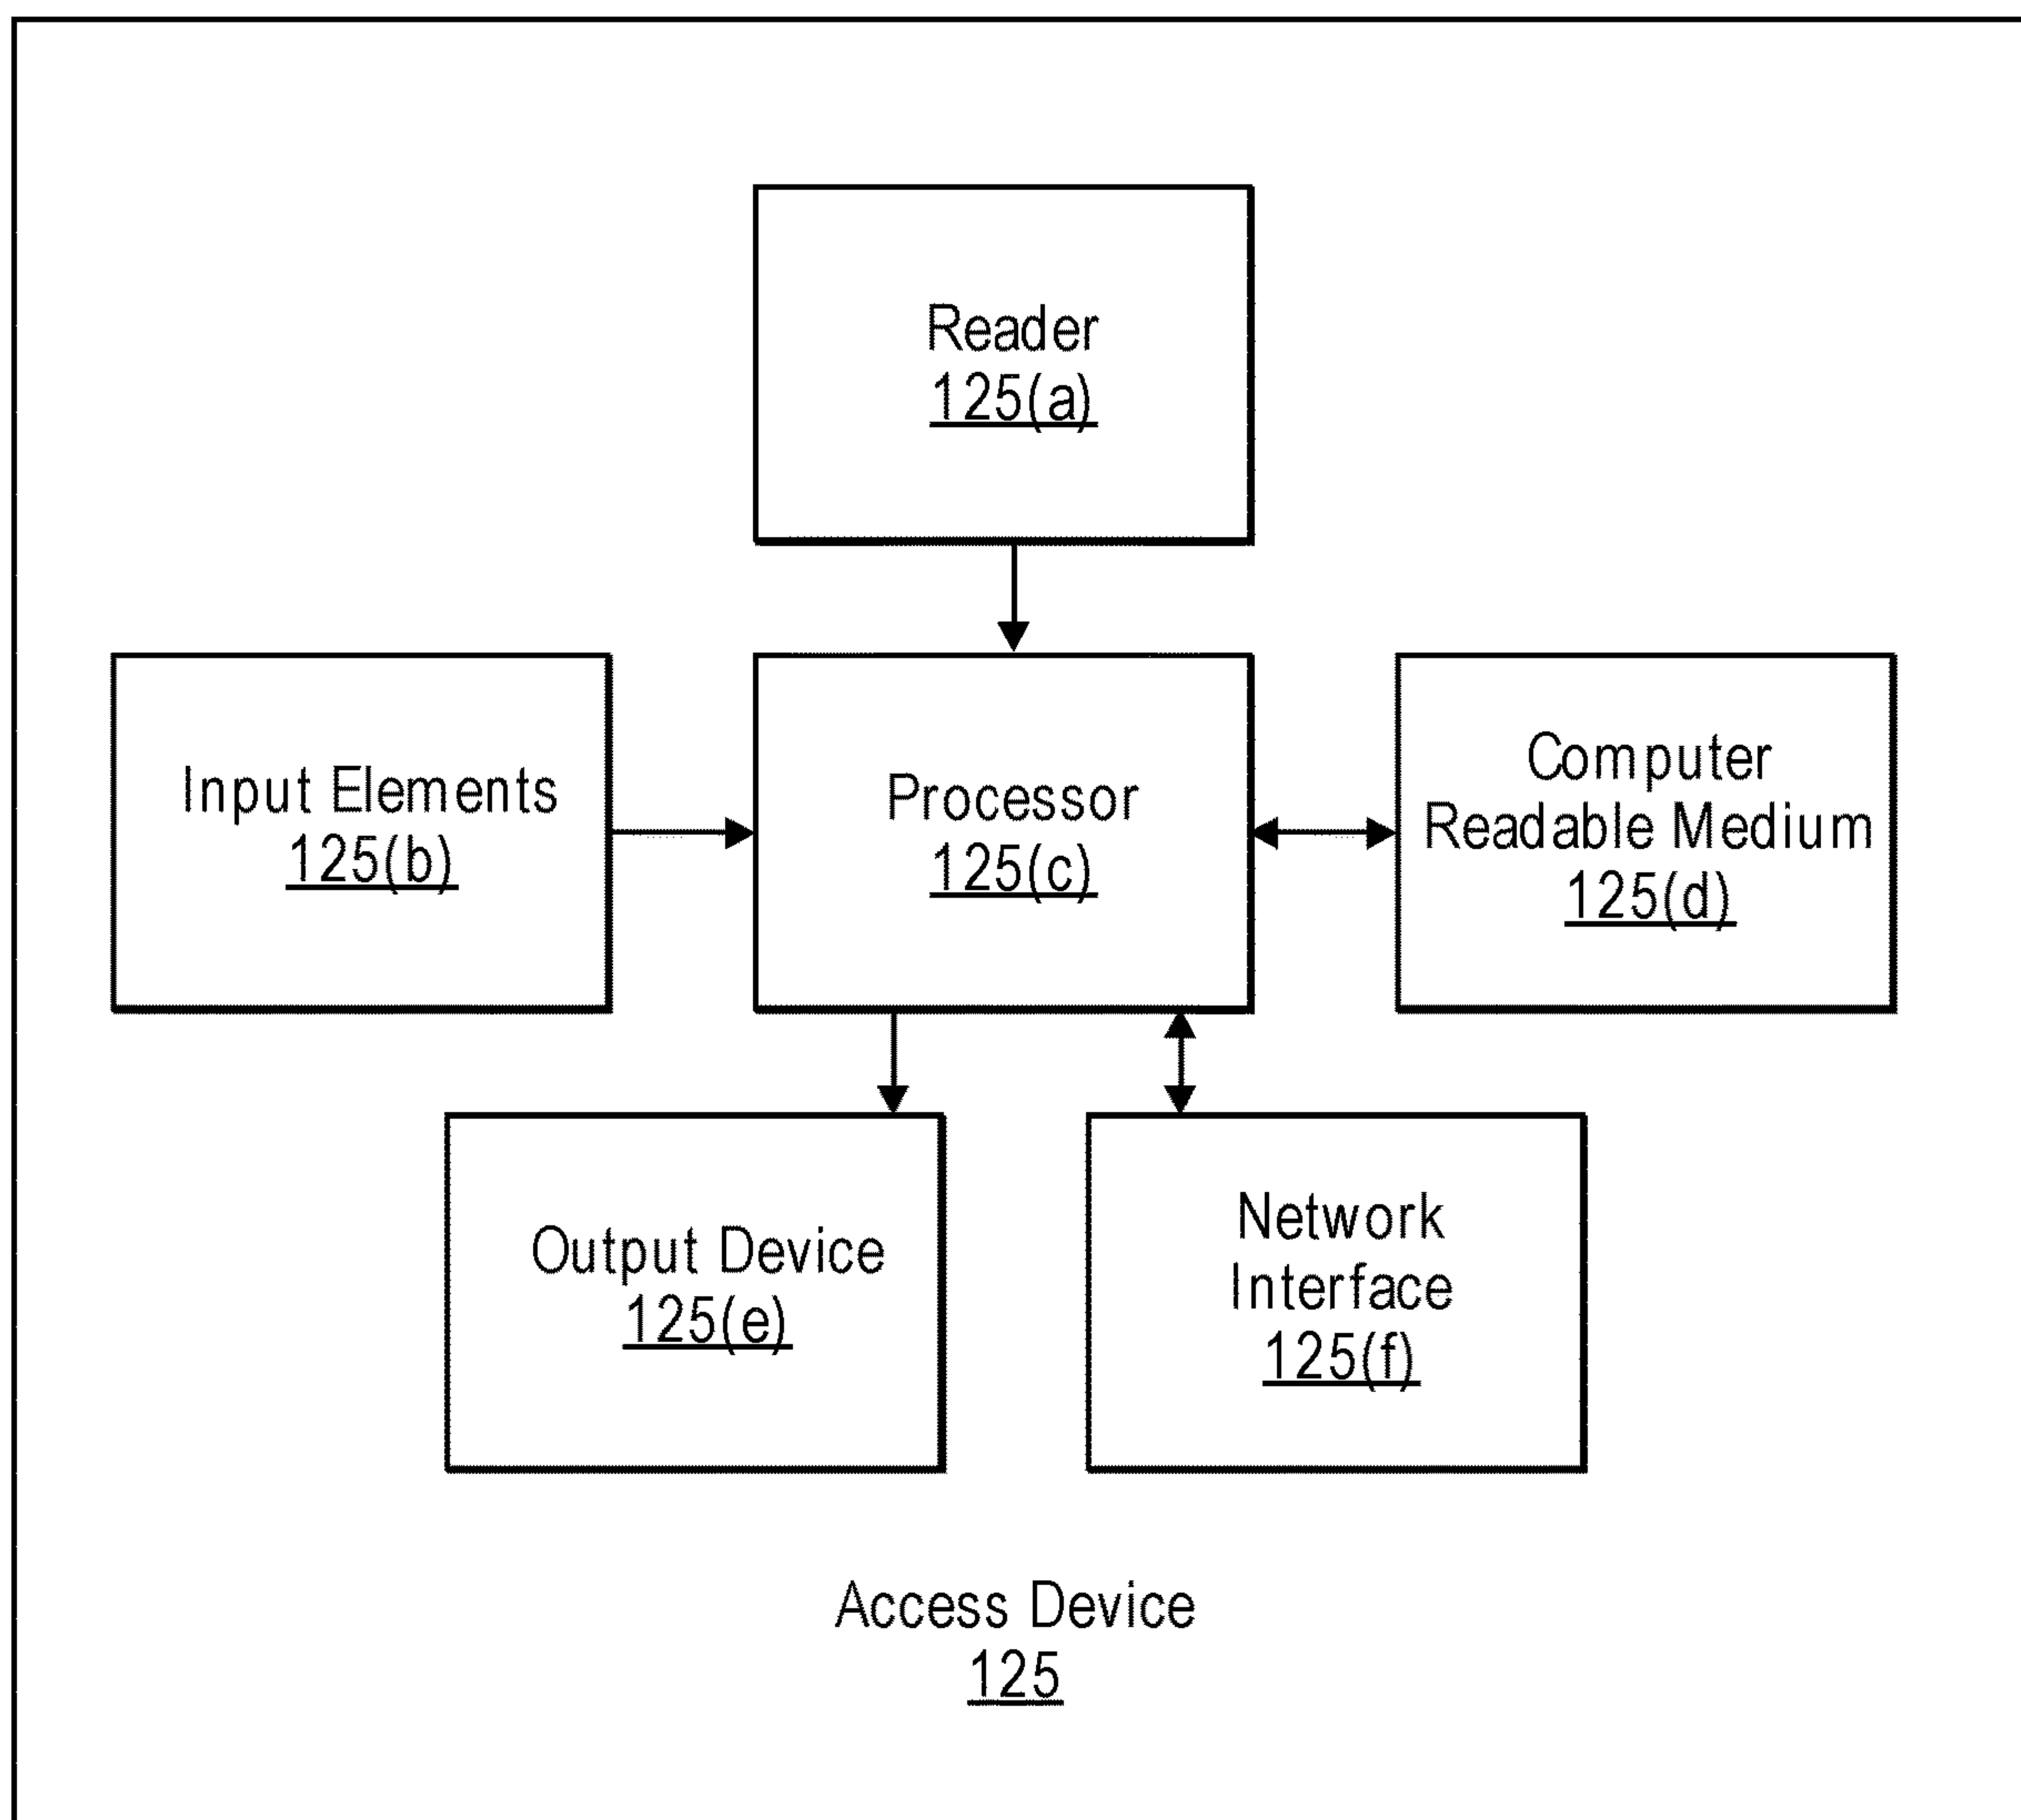 Reader
125(a)
Input Elements
125(b)
Processor
125(c)
Computer
Readable Medium
125(d)
Output Device
125(e)
Network
Interface
125(f)
Access Device
125